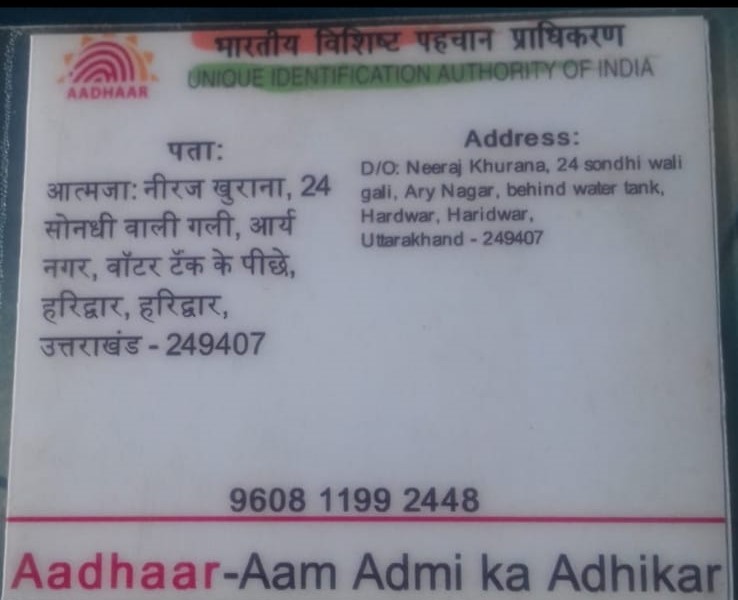 भारतीय विशिष्ट पहचान प्राधिकरण
UNIQUE IDENTIFICATION AUTHORITY OF INDIA
AADHAAR
पता:
आत्मजा: नीरज खुराना, 24
सोनधी वाली गली, आर्य
नगर, वॉटर टॅंक के पीछे,
हरिद्वार, हरिद्वार,
उत्तराखंड - 249407
Address:
D/O: Neeraj Khurana, 24 sondhi wali
gali, Ary Nagar, behind water tank,
Hardwar, Haridwar,
Uttarakhand - 249407
9608 1199 2448
Aadhaar-Aam Admi ka Adhikar